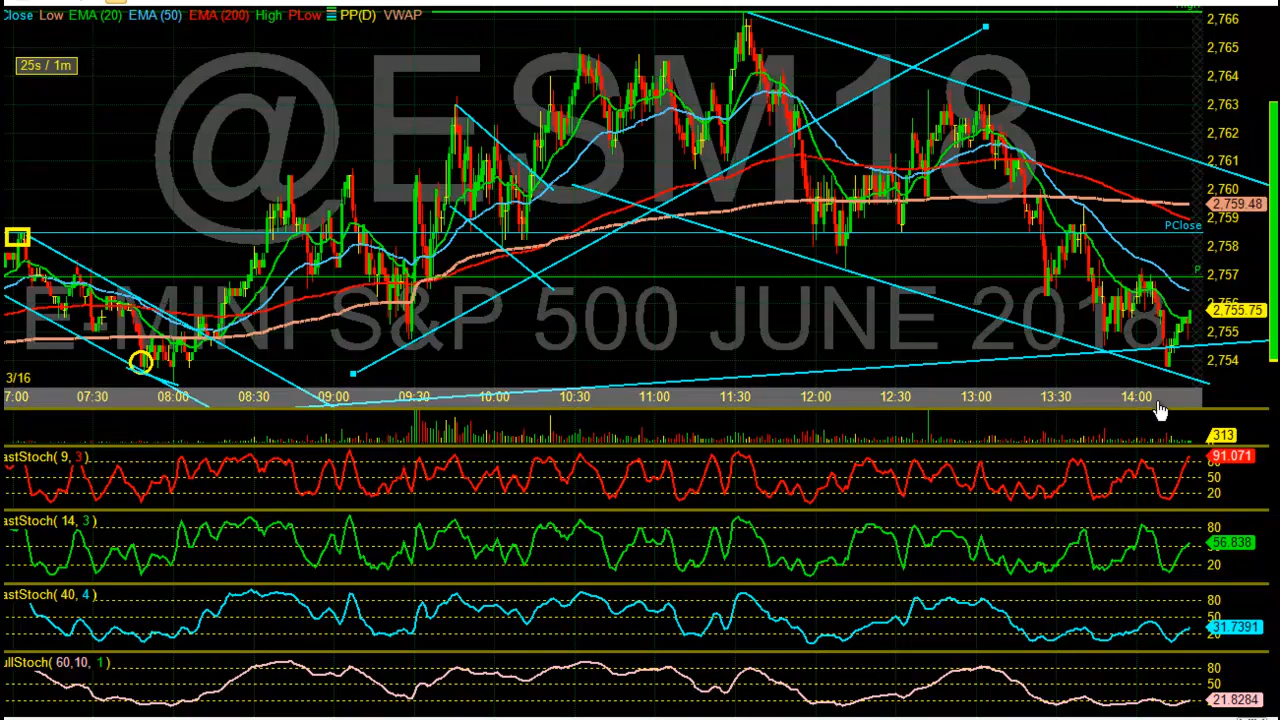 Close Low EMA (20) EMA (50) EMA (200) High PLow PP(D) VWAP
High
25s / 1m
@ESM18
E-MINI S&P 500 JUNE 2018
2,766
2,765
2,764
2,763
2,762
2,761
2,760
2,759.48
2,759
PClose
2,758
P
2,757
2,756
2,755.75
2,755
2,754
3/16
7:00 07:30 08:00 08:30 09:00 09:30 10:00 10:30 11:00 11:30 12:00 12:30 13:00 13:30 14:00
313
astStoch( 9, 3 )
91.071
50
20
astStoch( 14, 3 )
80
56.838
20
astStoch( 40, 4 )
80
31.7391
20
ullStoch( 60,10, 1 )
80
50
21.8284